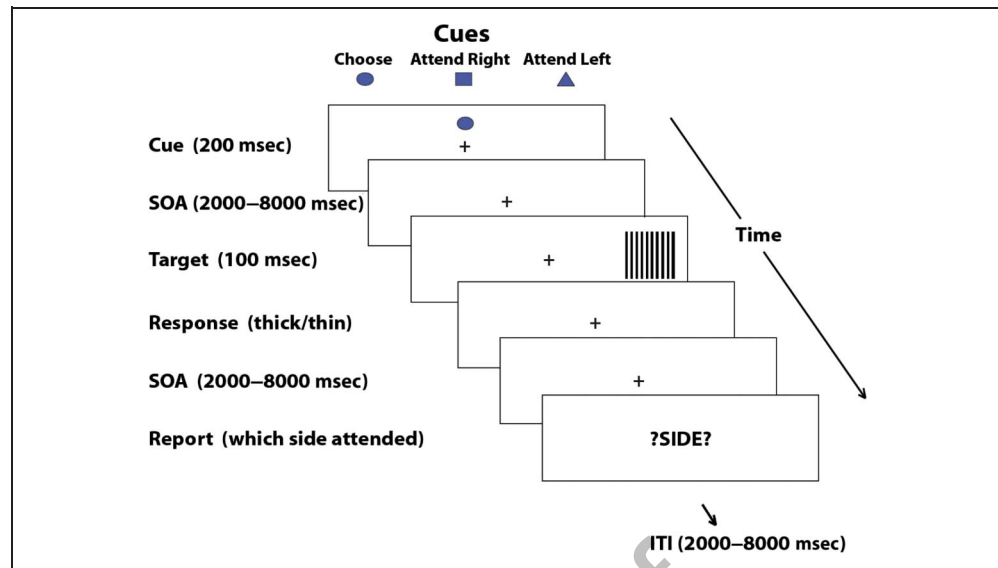 Cues
Choose Attend Right Attend Left
Cue (200 msec)
+
SOA (2000–8000 msec)
+
Target (100 msec)
+
Time
Response (thick/thin)
+
SOA (2000–8000 msec)
+
Report (which side attended)
?SIDE?
ITI (2000–8000 msec)